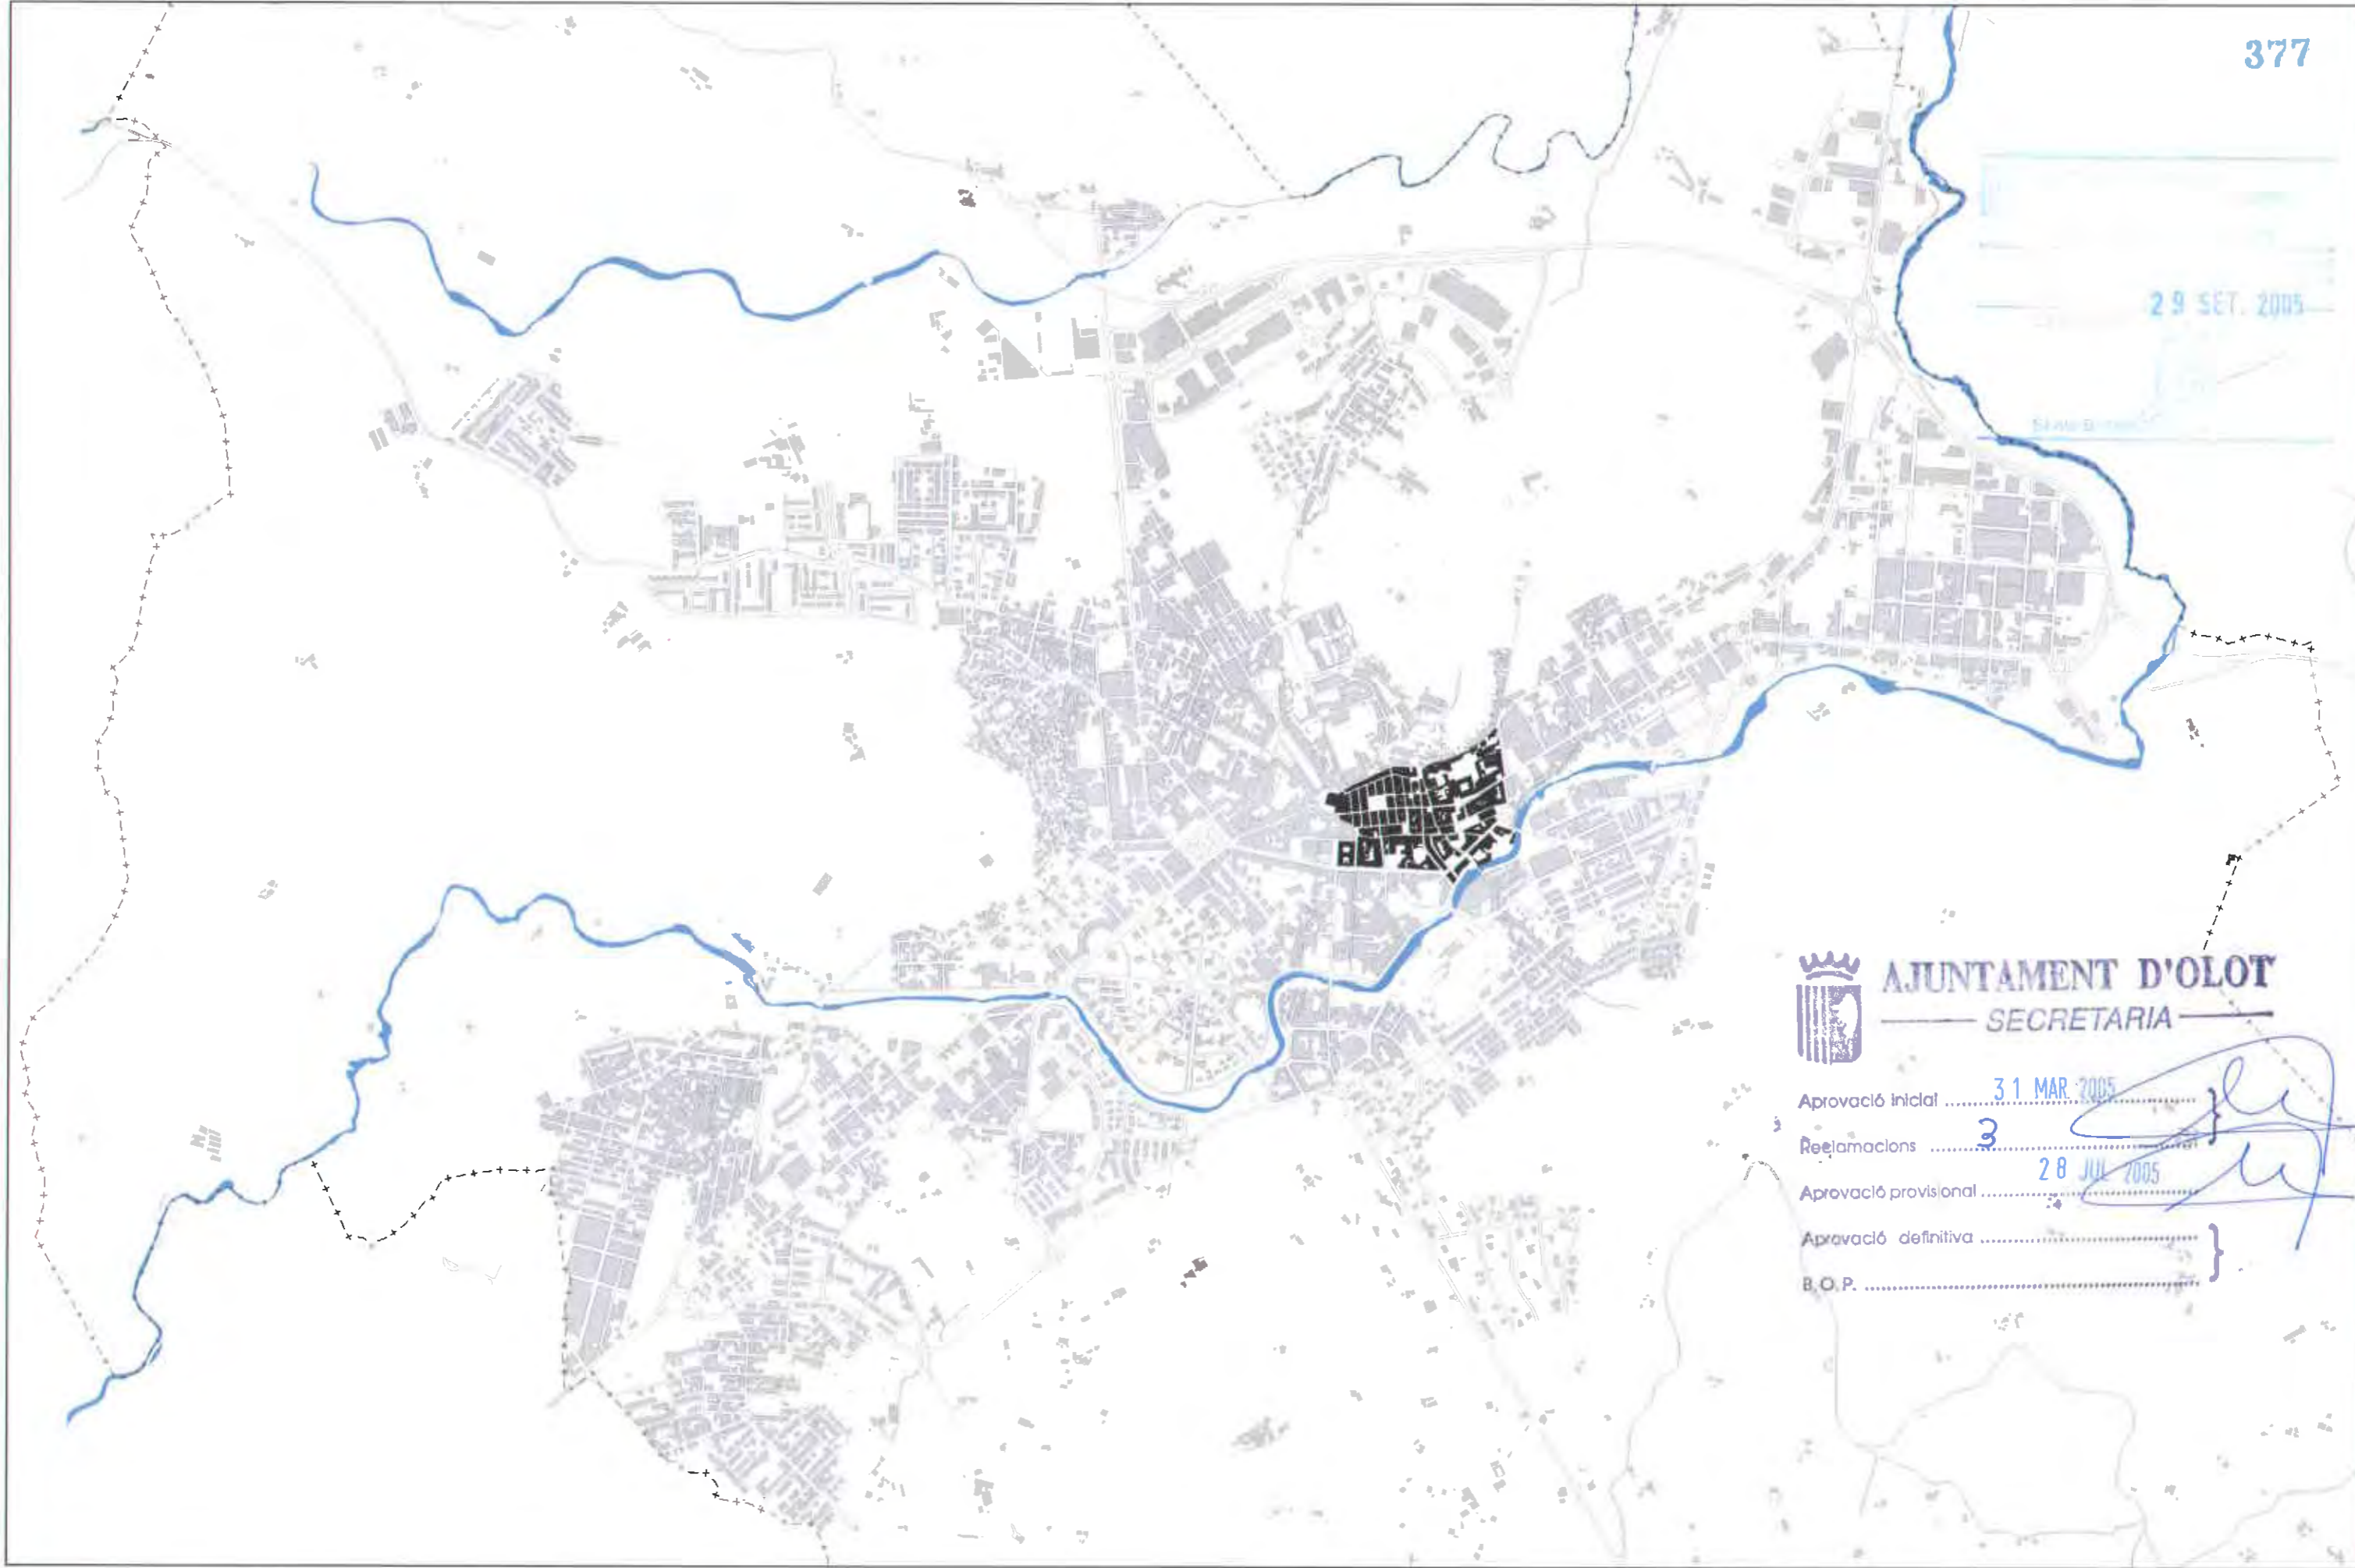 377
29 SET. 2005
AJUNTAMENT D'OLOT
SECRETARIA
Aprovació inicial 31 MAR. 2005
Reclamacions 3
Aprovació provisional 28 JUL 2005
Aprovació definitiva
B.O.P.